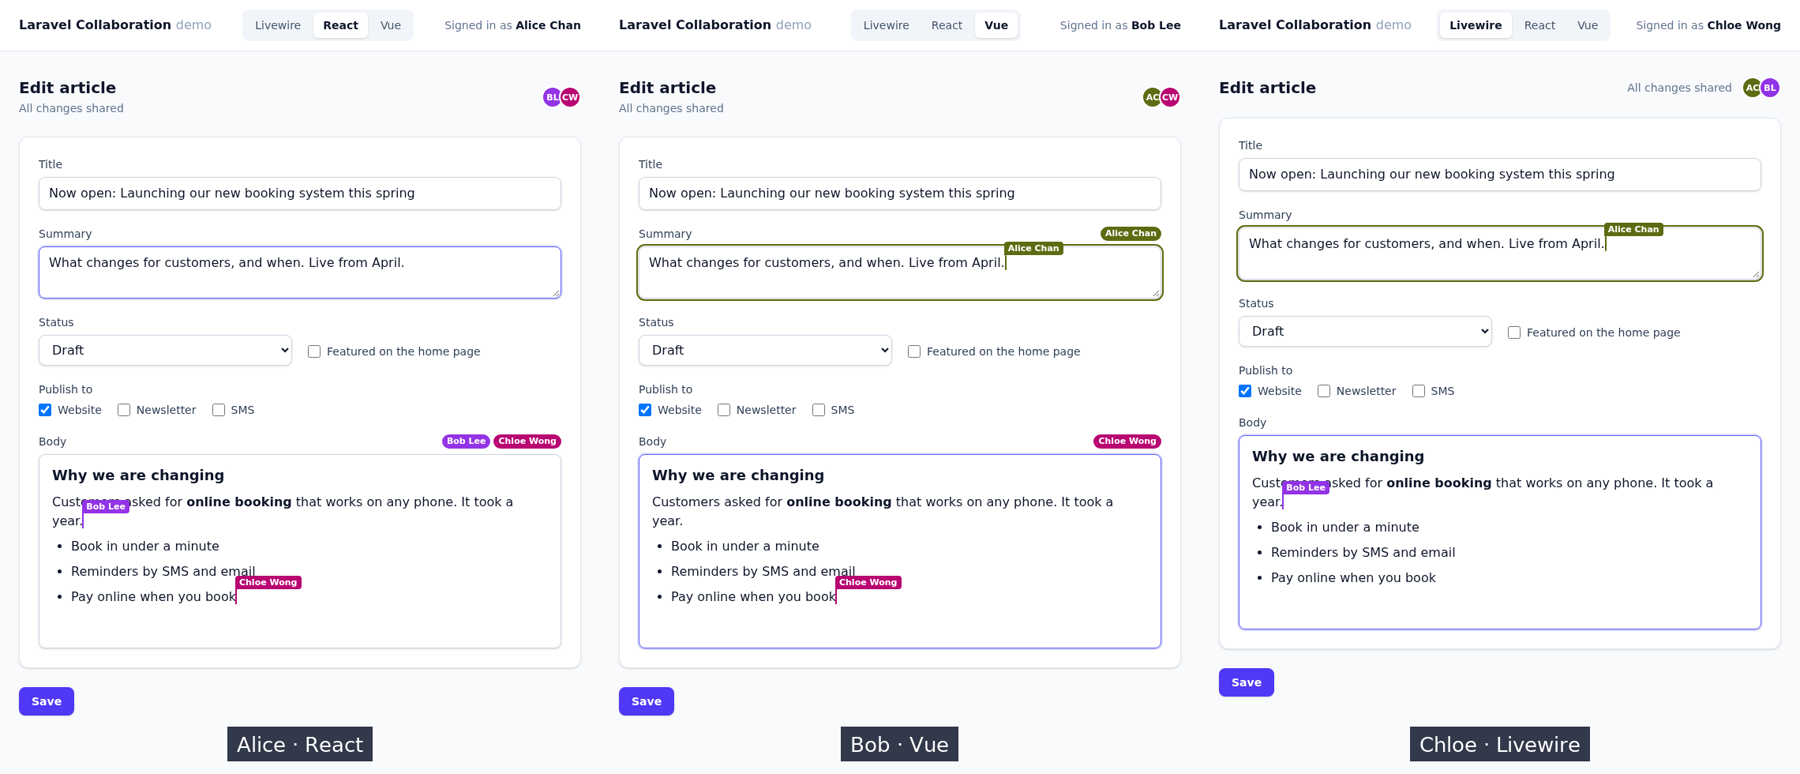 Laravel Collaboration demo
Livewire React Vue
Signed in as Alice Chan
Edit article
All changes shared
BL CW
Title
Now open: Launching our new booking system this spring
Summary
What changes for customers, and when. Live from April.
Status
Draft
Featured on the home page
Publish to
Website Newsletter SMS
Body
Bob Lee Chloe Wong
Why we are changing
Customers asked for online booking that works on any phone. It took a
Bob Lee
year.
Book in under a minute
Reminders by SMS and email
Chloe Wong
Pay online when you book
Save
Alice · React
Laravel Collaboration demo
Livewire React Vue
Signed in as Bob Lee
Edit article
All changes shared
AC CW
Title
Now open: Launching our new booking system this spring
Summary
Alice Chan
Alice Chan
What changes for customers, and when. Live from April.
Status
Draft
Featured on the home page
Publish to
Website Newsletter SMS
Body
Chloe Wong
Why we are changing
Customers asked for online booking that works on any phone. It took a
year.
Book in under a minute
Reminders by SMS and email
Chloe Wong
Pay online when you book
Save
Bob · Vue
Laravel Collaboration demo
Livewire React Vue
Signed in as Chloe Wong
Edit article
All changes shared
AC BL
Title
Now open: Launching our new booking system this spring
Summary
Alice Chan
What changes for customers, and when. Live from April.
Status
Draft
Featured on the home page
Publish to
Website Newsletter SMS
Body
Why we are changing
Customers asked for online booking that works on any phone. It took a
Bob Lee
year.
Book in under a minute
Reminders by SMS and email
Pay online when you book
Save
Chloe · Livewire